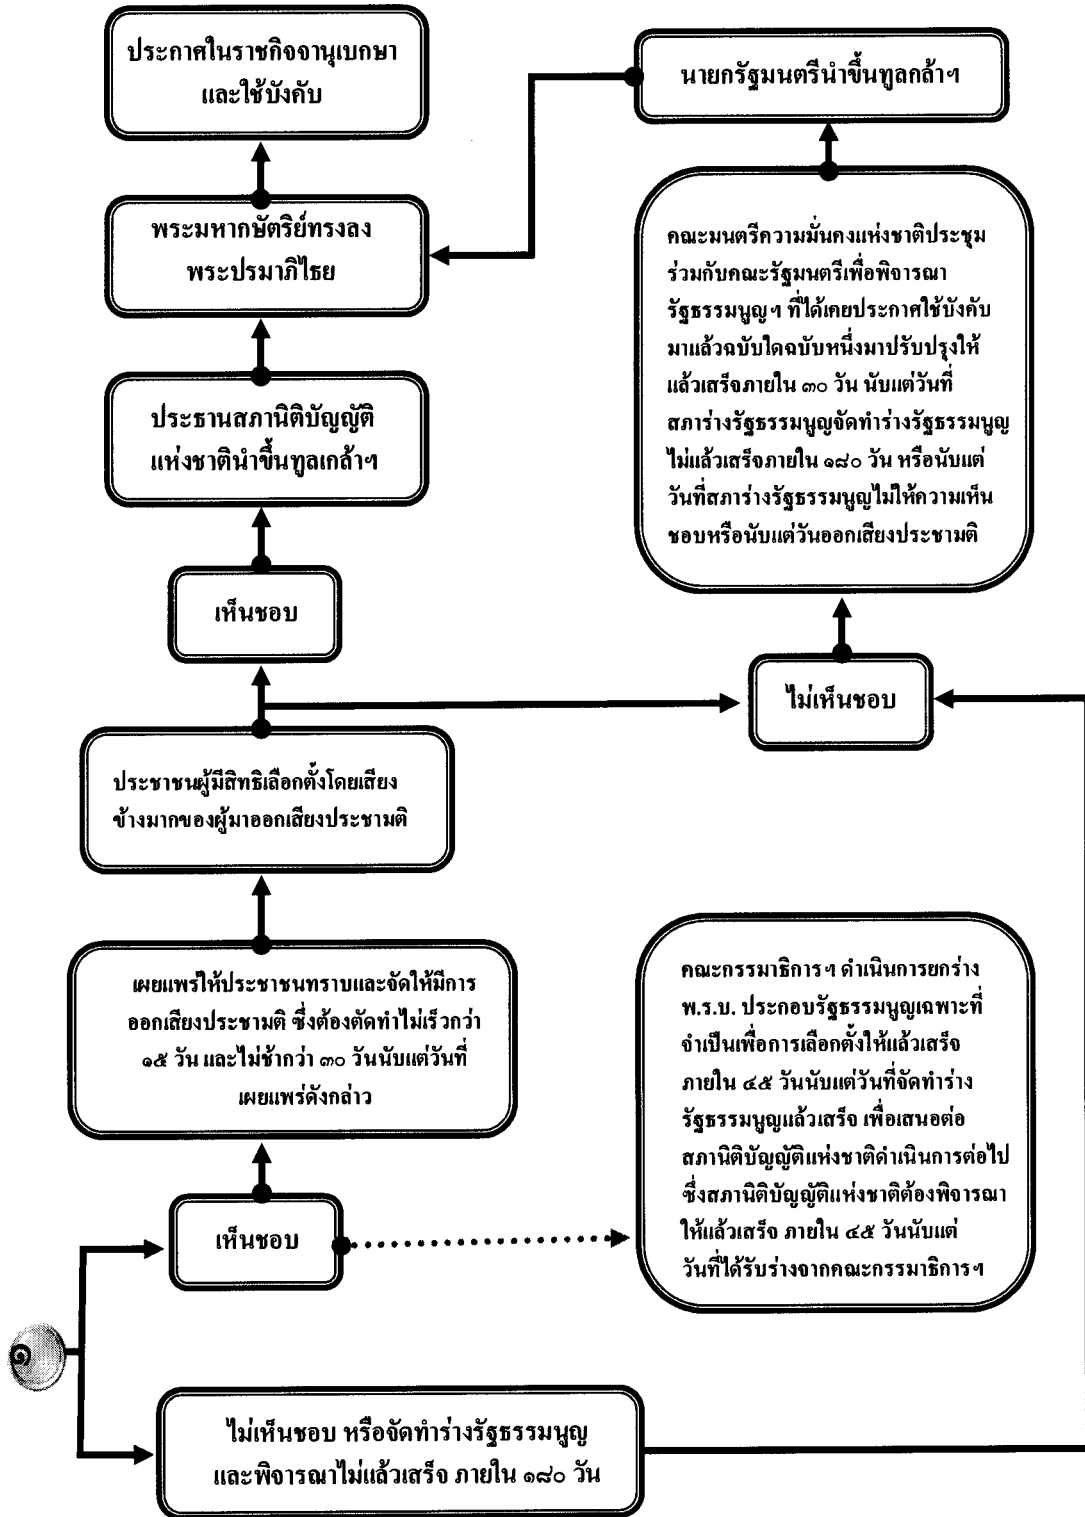 ประกาศในราชกิจจานุเบกษา
และใช้บังคับ
นายกรัฐมนตรีนำขึ้นทูลกล้าฯ
พระมหากษัตริย์ทรงลง
พระปรมาภิไธย
คณะมนตรีความมั่นคงแห่งชาติประชุม
ร่วมกับคณะรัฐมนตรีเพื่อพิจารณา
รัฐธรรมนูญฯ ที่ได้เคยประกาศใช้บังคับ
มาแล้วฉบับใดฉบับหนึ่งมาปรับปรุงให้
แล้วเสร็จภายใน ๓๐ วัน นับแต่วันที่
สภาร่างรัฐธรรมนูญจัดทำร่างรัฐธรรมนูญ
ไม่แล้วเสร็จภายใน ๑๘๐ วัน หรือนับแต่
วันที่สภาร่างรัฐธรรมนูญไม่ให้ความเห็น
ชอบหรือนับแต่วันออกเสียงประชามติ
ประธานสภานิติบัญญัติ
แห่งชาตินำขึ้นทูลเกล้าฯ
เห็นชอบ
ไม่เห็นชอบ
ประชาชนผู้มีสิทธิเลือกตั้งโดยเสียง
ข้างมากของผู้มาออกเสียงประชามติ
เผยแพร่ให้ประชาชนทราบและจัดให้มีการ
ออกเสียงประชามติ ซึ่งต้องตัดทำไม่เร็วกว่า
๑๕ วัน และไม่ช้ากว่า ๓๐ วันนับแต่วันที่
เผยแพร่ดังกล่าว
คณะกรรมาธิการฯ ดำเนินการยกร่าง
พ.ร.บ. ประกอบรัฐธรรมนูญเฉพาะที่
จำเป็นเพื่อการเลือกตั้งให้แล้วเสร็จ
ภายใน ๔๕ วันนับแต่วันที่จัดทำร่าง
รัฐธรรมนูญแล้วเสร็จ เพื่อเสนอต่อ
สภานิติบัญญัติแห่งชาติดำเนินการต่อไป
ซึ่งสภานิติบัญญัติแห่งชาติต้องพิจารณา
ให้แล้วเสร็จ ภายใน ๔๕ วันนับแต่
วันที่ได้รับร่างจากคณะกรรมาธิการฯ
เห็นชอบ
๑
ไม่เห็นชอบ หรือจัดทำร่างรัฐธรรมนูญ
และพิจารณาไม่แล้วเสร็จ ภายใน ๑๘๐ วัน